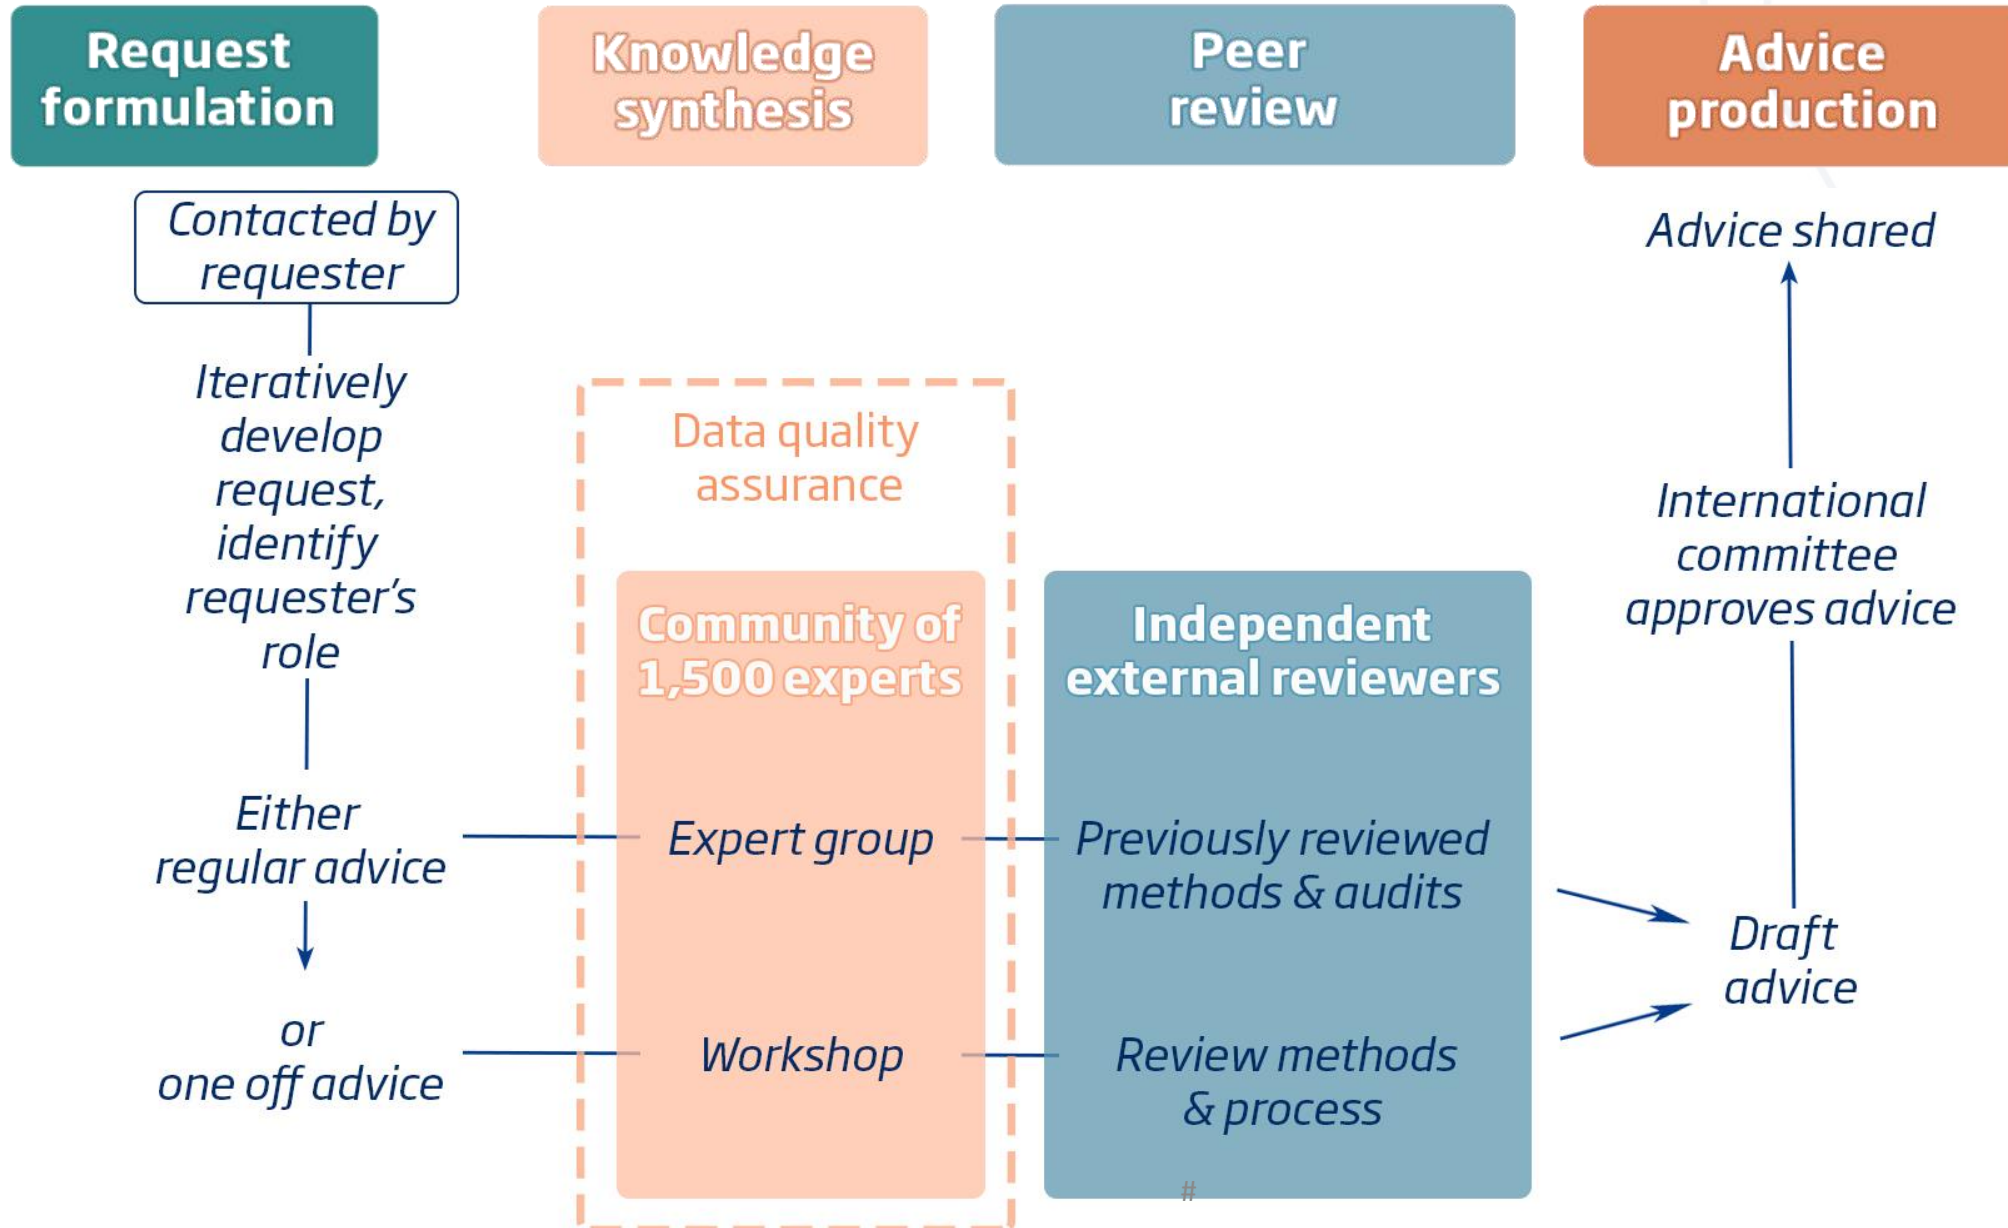 Request
formulation
Knowledge
synthesis
Peer
review
Advice
production
Contacted by
requester
Iteratively
develop
request,
identify
requester's
role
Either
regular advice
or
one off advice
Data quality
assurance
Community of
1,500 experts
Expert group
Workshop
Independent
external reviewers
Previously reviewed
methods & audits
Review methods
& process
#
Advice shared
International
committee
approves advice
Draft
advice